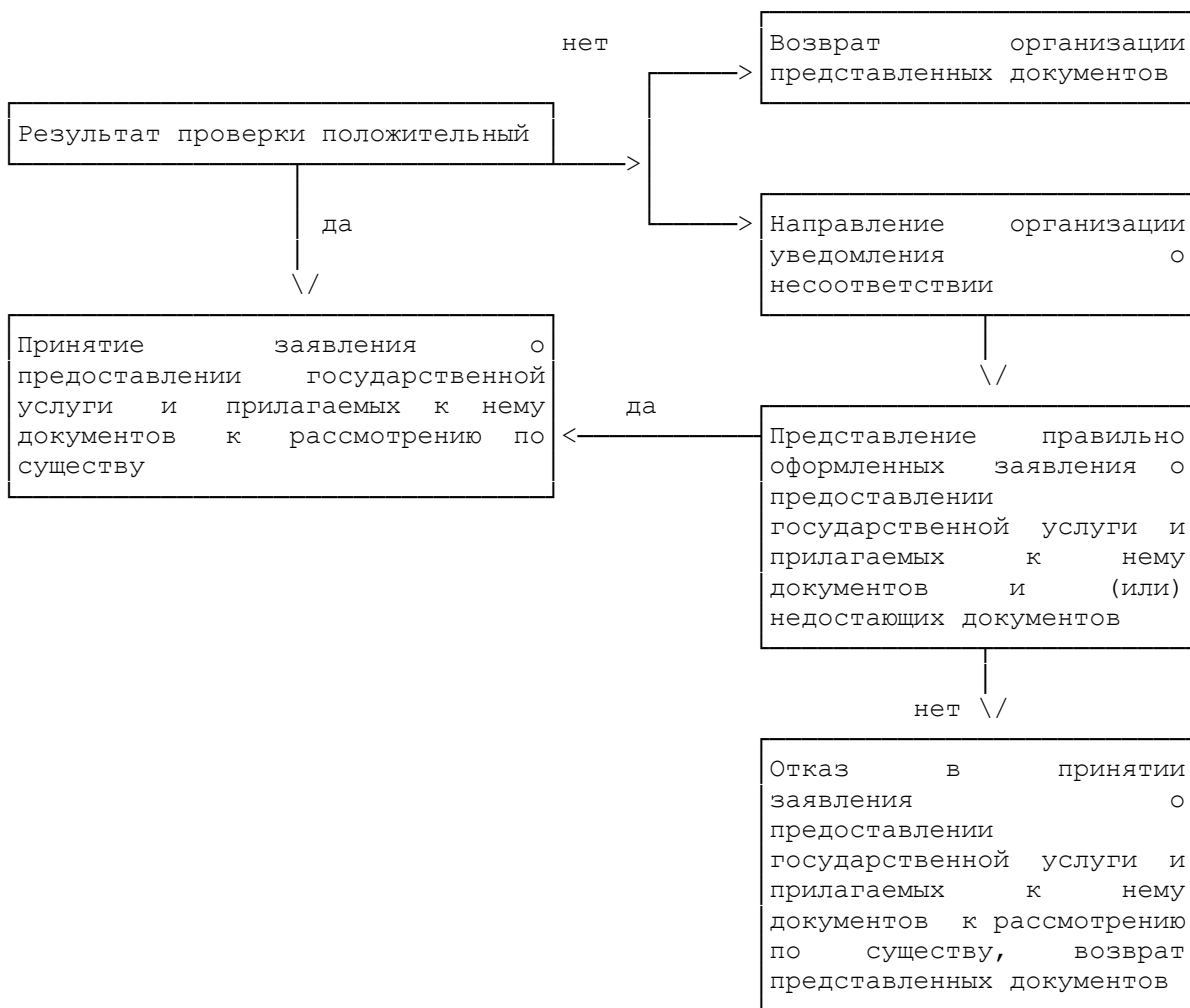 нет
Возврат организации
представленных документов
Результат проверки положительный
да
Направление организации
уведомления о
несоответствии
Принятие заявления о
предоставлении государственной
услуги и прилагаемых к нему
документов к рассмотрению по
существу
да
Представление правильно
оформленных заявления о
предоставлении
государственной услуги и
прилагаемых к нему
документов и (или)
недостающих документов
нет
Отказ в принятии
заявления о
предоставлении
государственной услуги и
прилагаемых к нему
документов к рассмотрению
по существу, возврат
представленных документов